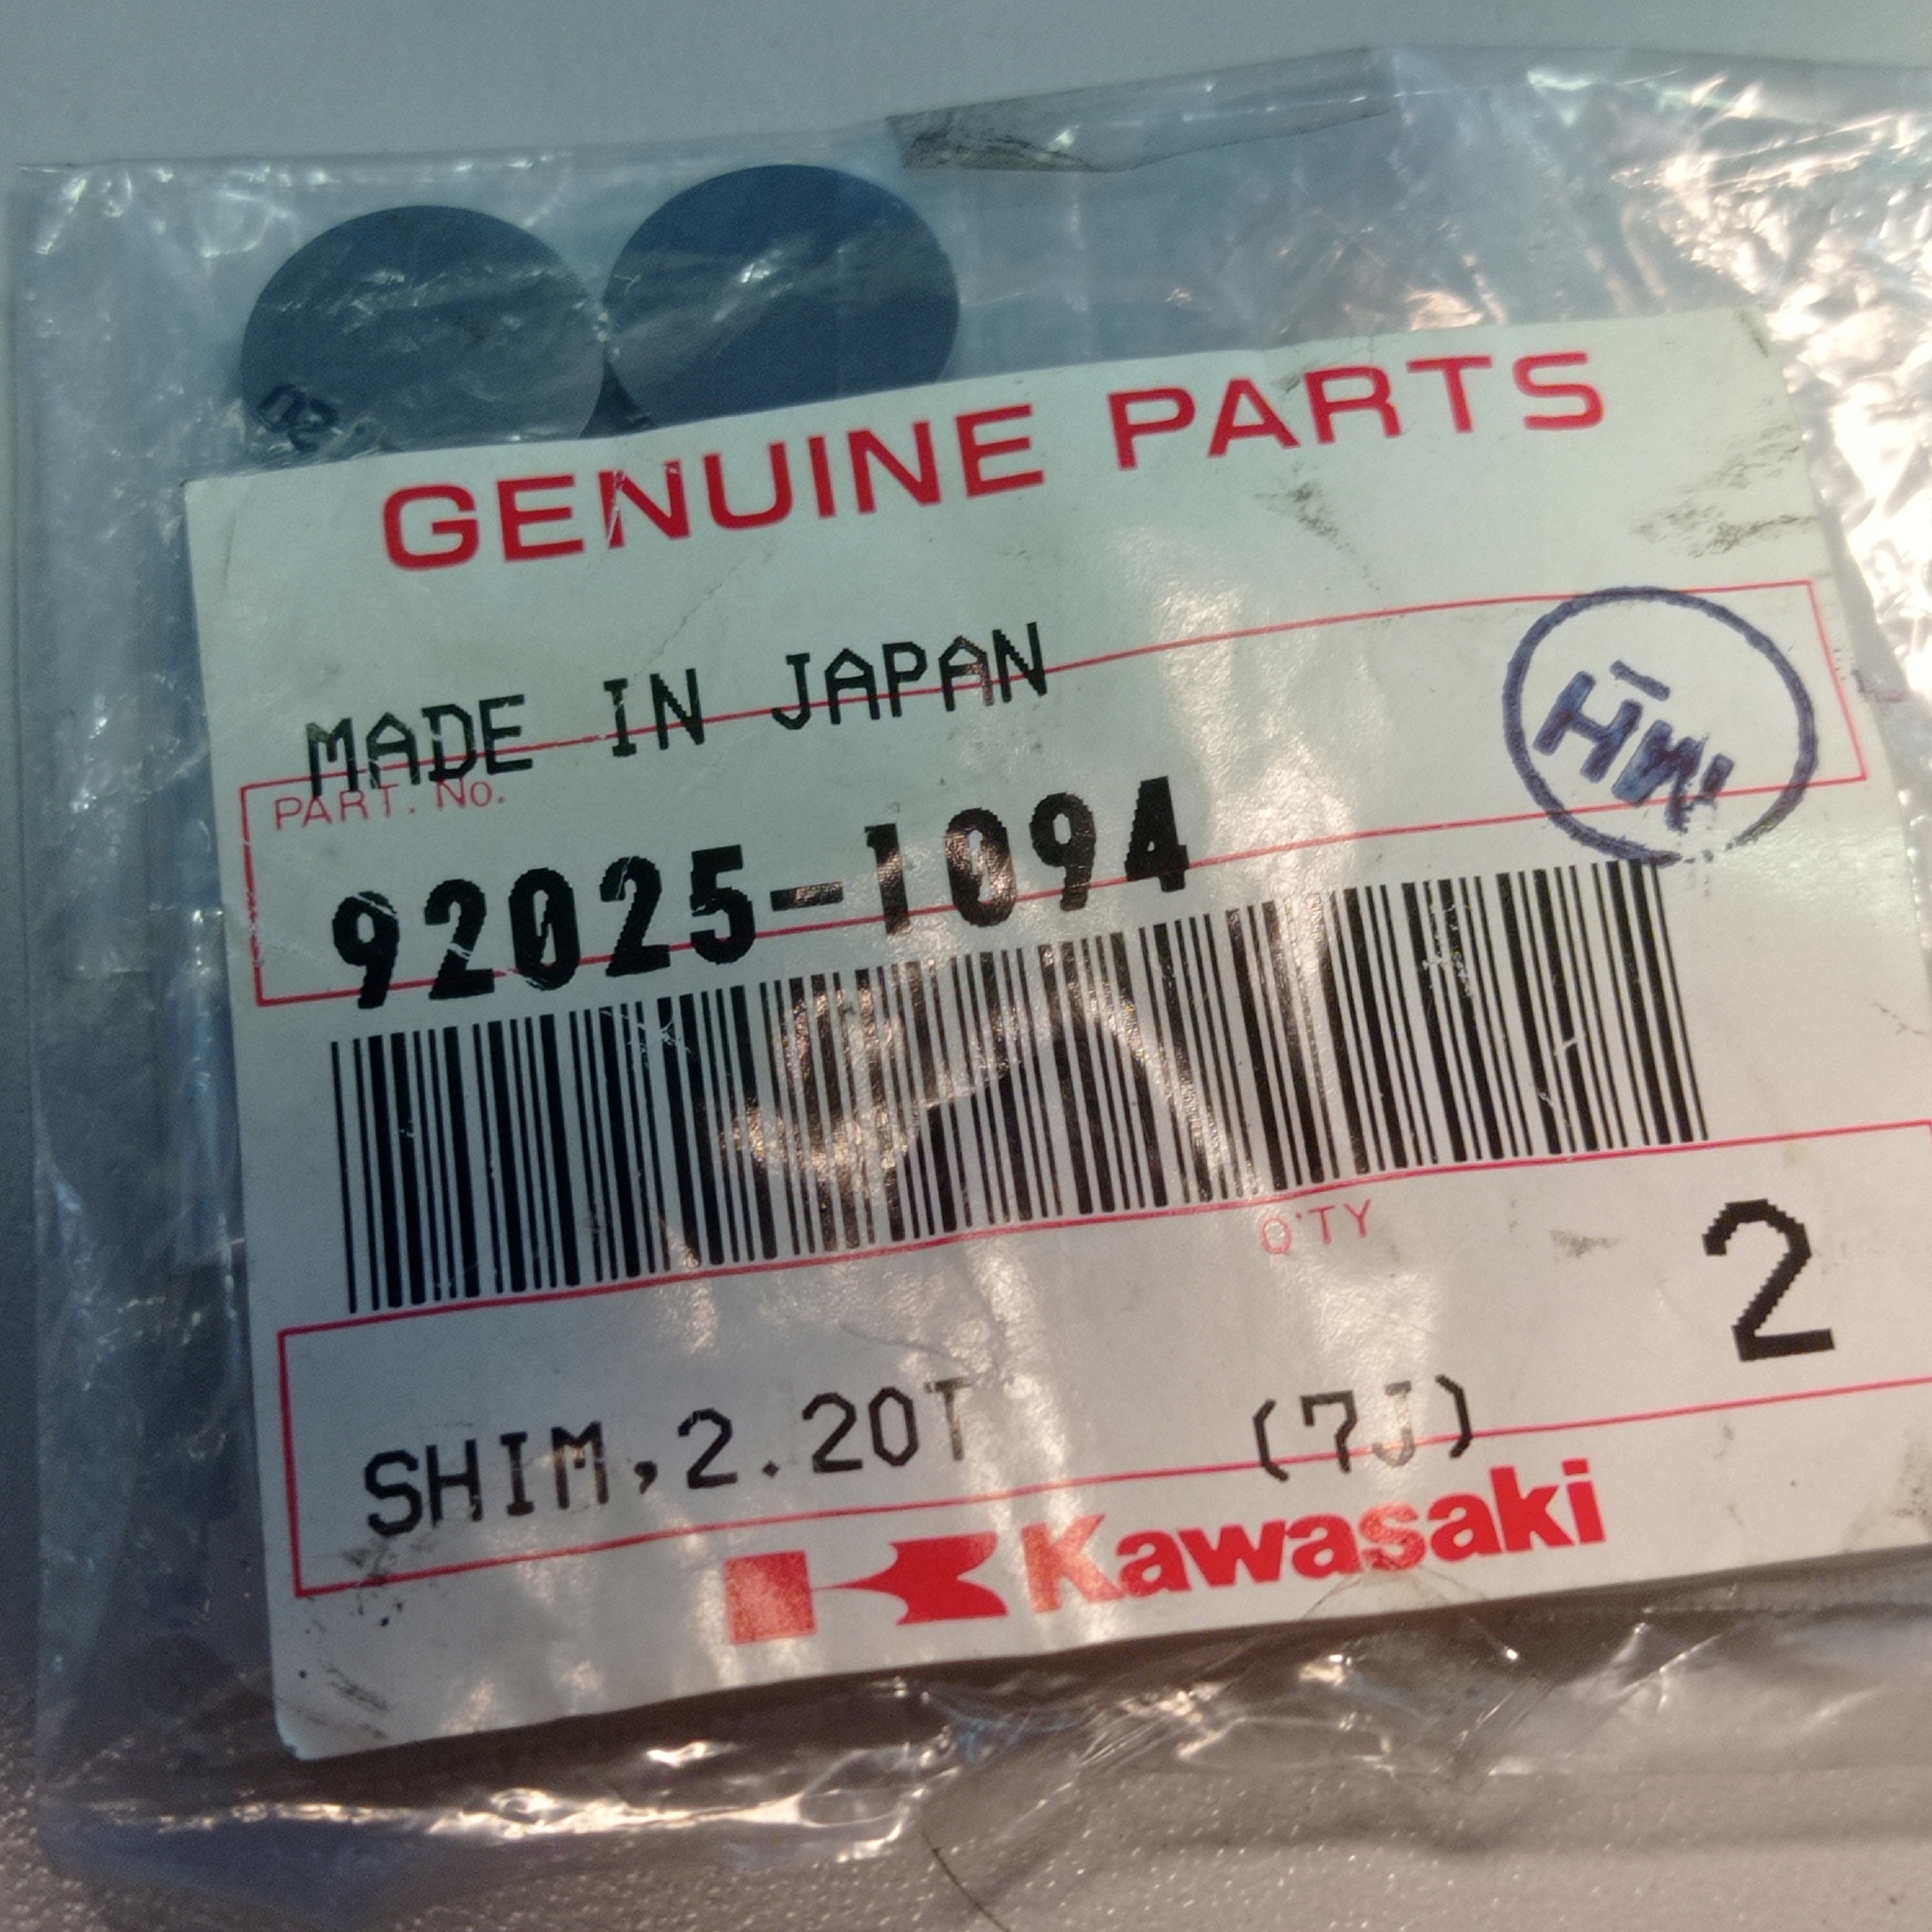 GENUINE PARTS
MADE IN JAPAN
PART. No.
92025-1094
Q'TY
2
SHIM,2.20T (7J)
Kawasaki